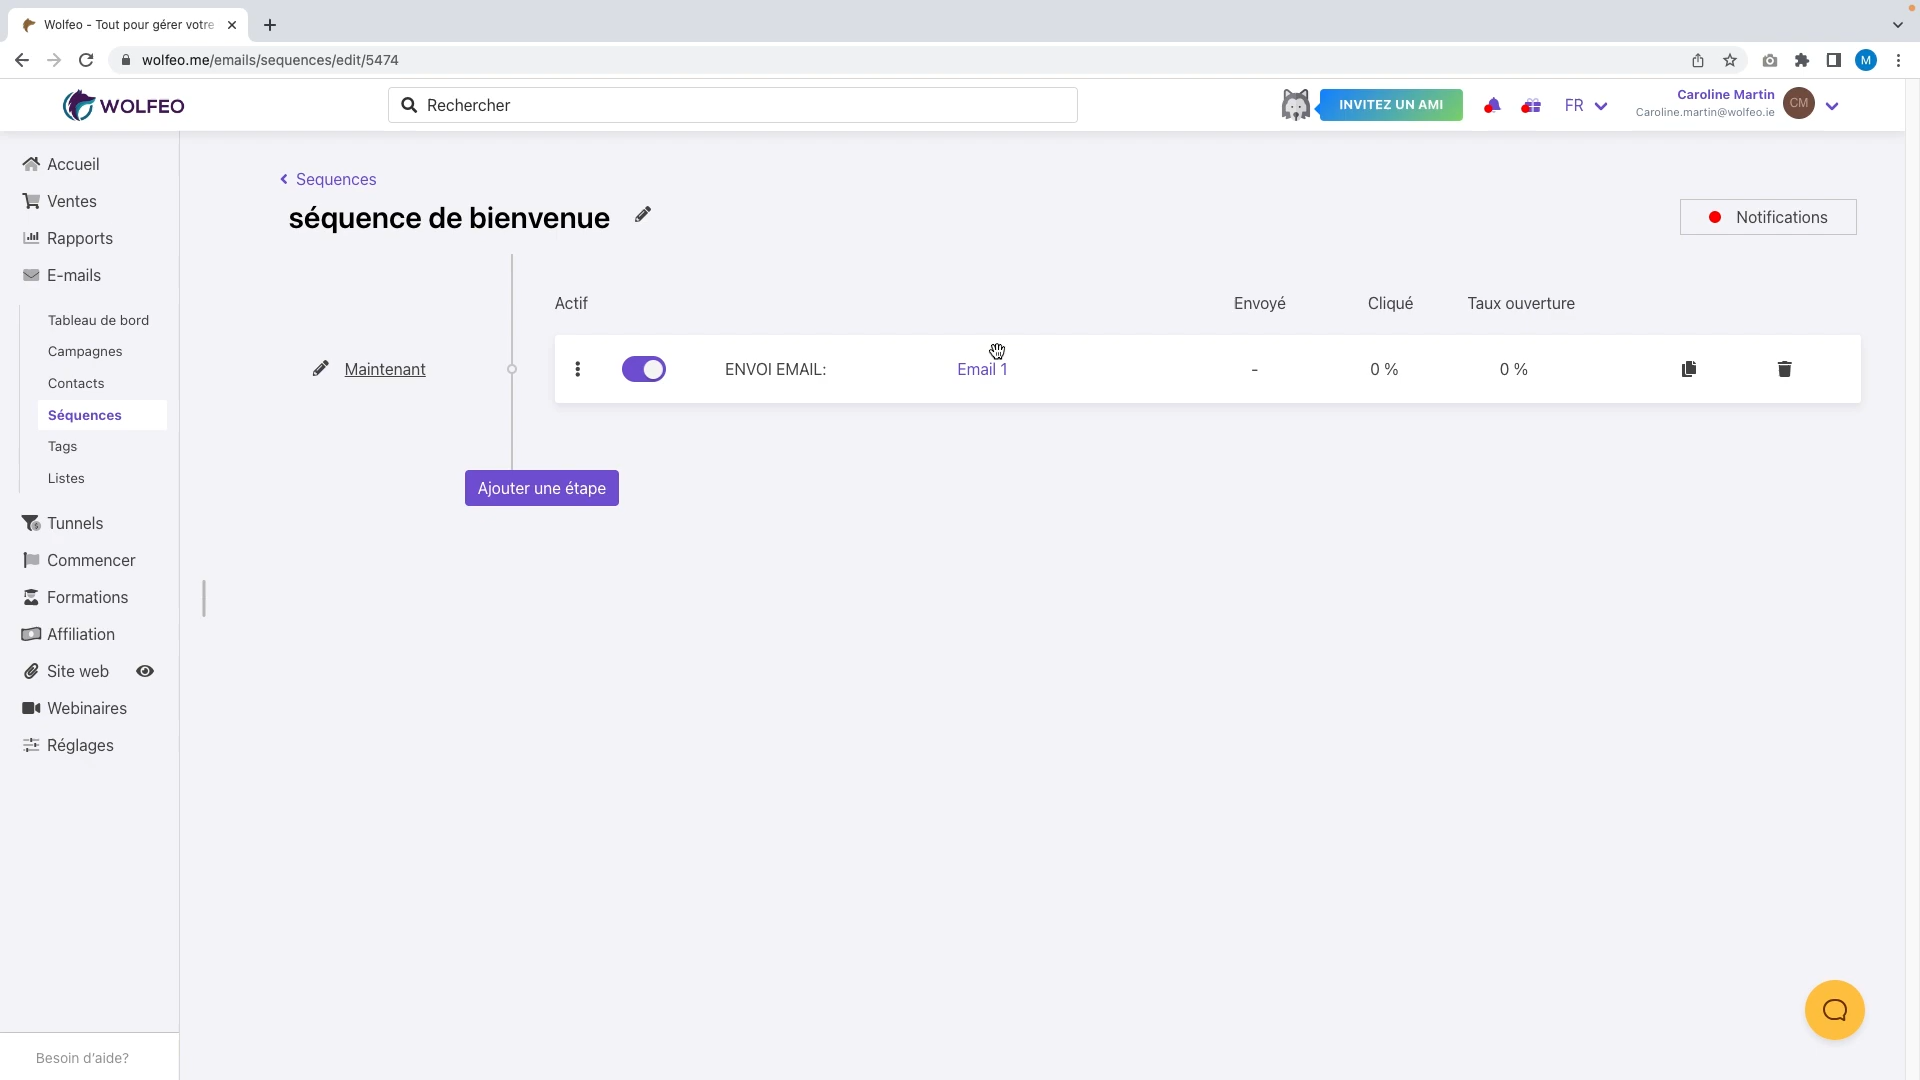 Wolfeo - Tout pour gérer votre
wolfeo.me/emails/sequences/edit/5474
M
WOLFEO
Rechercher
INVITEZ UN AMI
FR
Caroline Martin
Caroline.martin@wolfeo.ie
CM
Accueil
Ventes
Rapports
E-mails
Tableau de bord
Campagnes
Contacts
Séquences
Tags
Listes
Tunnels
Commencer
Formations
Affiliation
Site web
Webinaires
Réglages
Besoin d'aide?
Sequences
séquence de bienvenue
Notifications
Actif
Envoyé
Cliqué
Taux ouverture
Maintenant
ENVOI EMAIL:
Email 1
-
0 %
0 %
Ajouter une étape